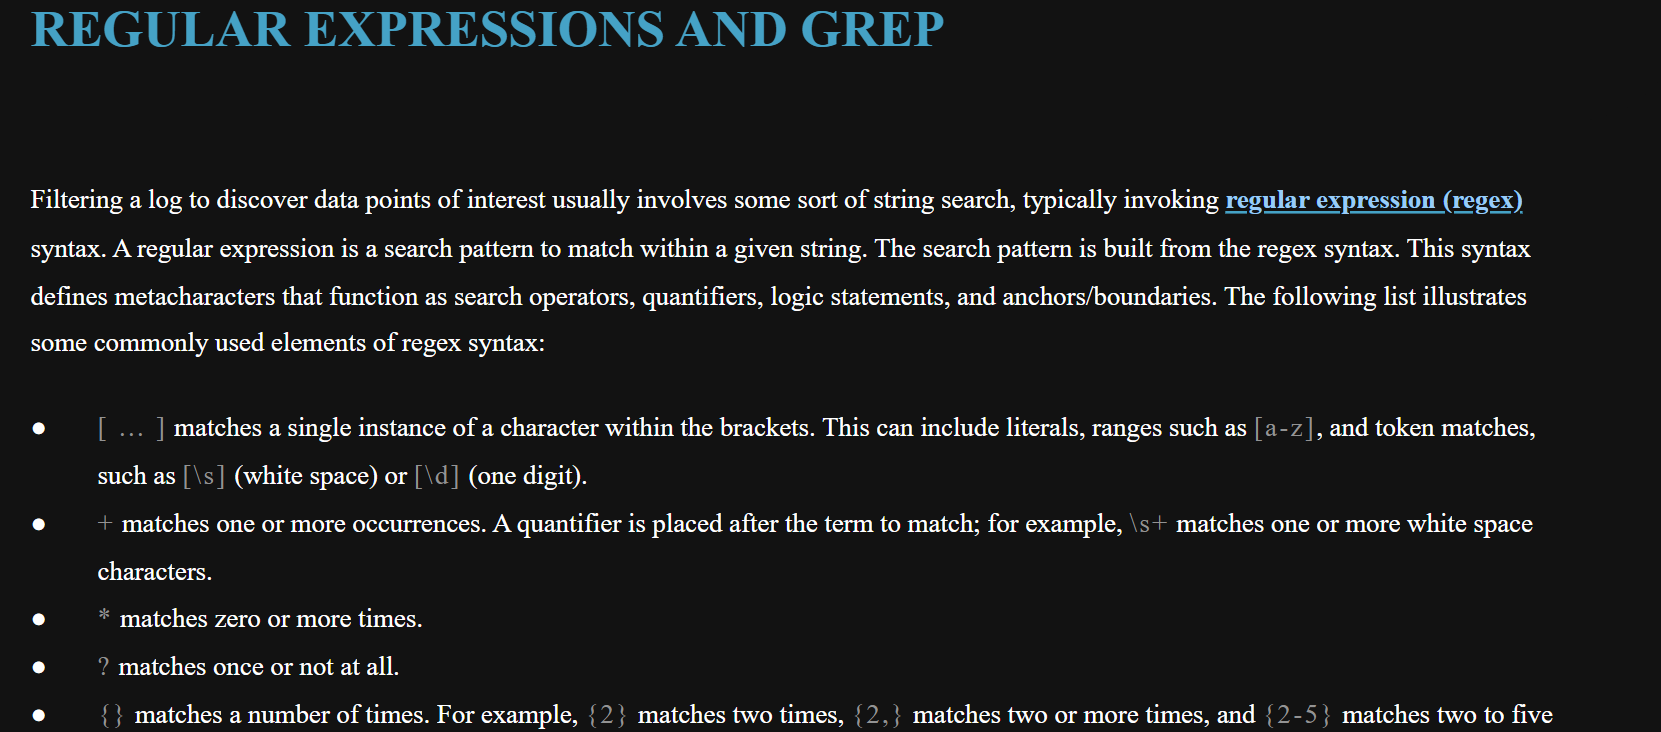 REGULAR EXPRESSIONS AND GREP
Filtering a log to discover data points of interest usually involves some sort of string search, typically invoking regular expression (regex)
syntax. A regular expression is a search pattern to match within a given string. The search pattern is built from the regex syntax. This syntax
defines metacharacters that function as search operators, quantifiers, logic statements, and anchors/boundaries. The following list illustrates
some commonly used elements of regex syntax:
● [ … ] matches a single instance of a character within the brackets. This can include literals, ranges such as [a-z], and token matches,
such as [\s] (white space) or [\d] (one digit).
● + matches one or more occurrences. A quantifier is placed after the term to match; for example, \s+ matches one or more white space
characters.
● * matches zero or more times.
● ? matches once or not at all.
● {} matches a number of times. For example, {2} matches two times, {2,} matches two or more times, and {2-5} matches two to five